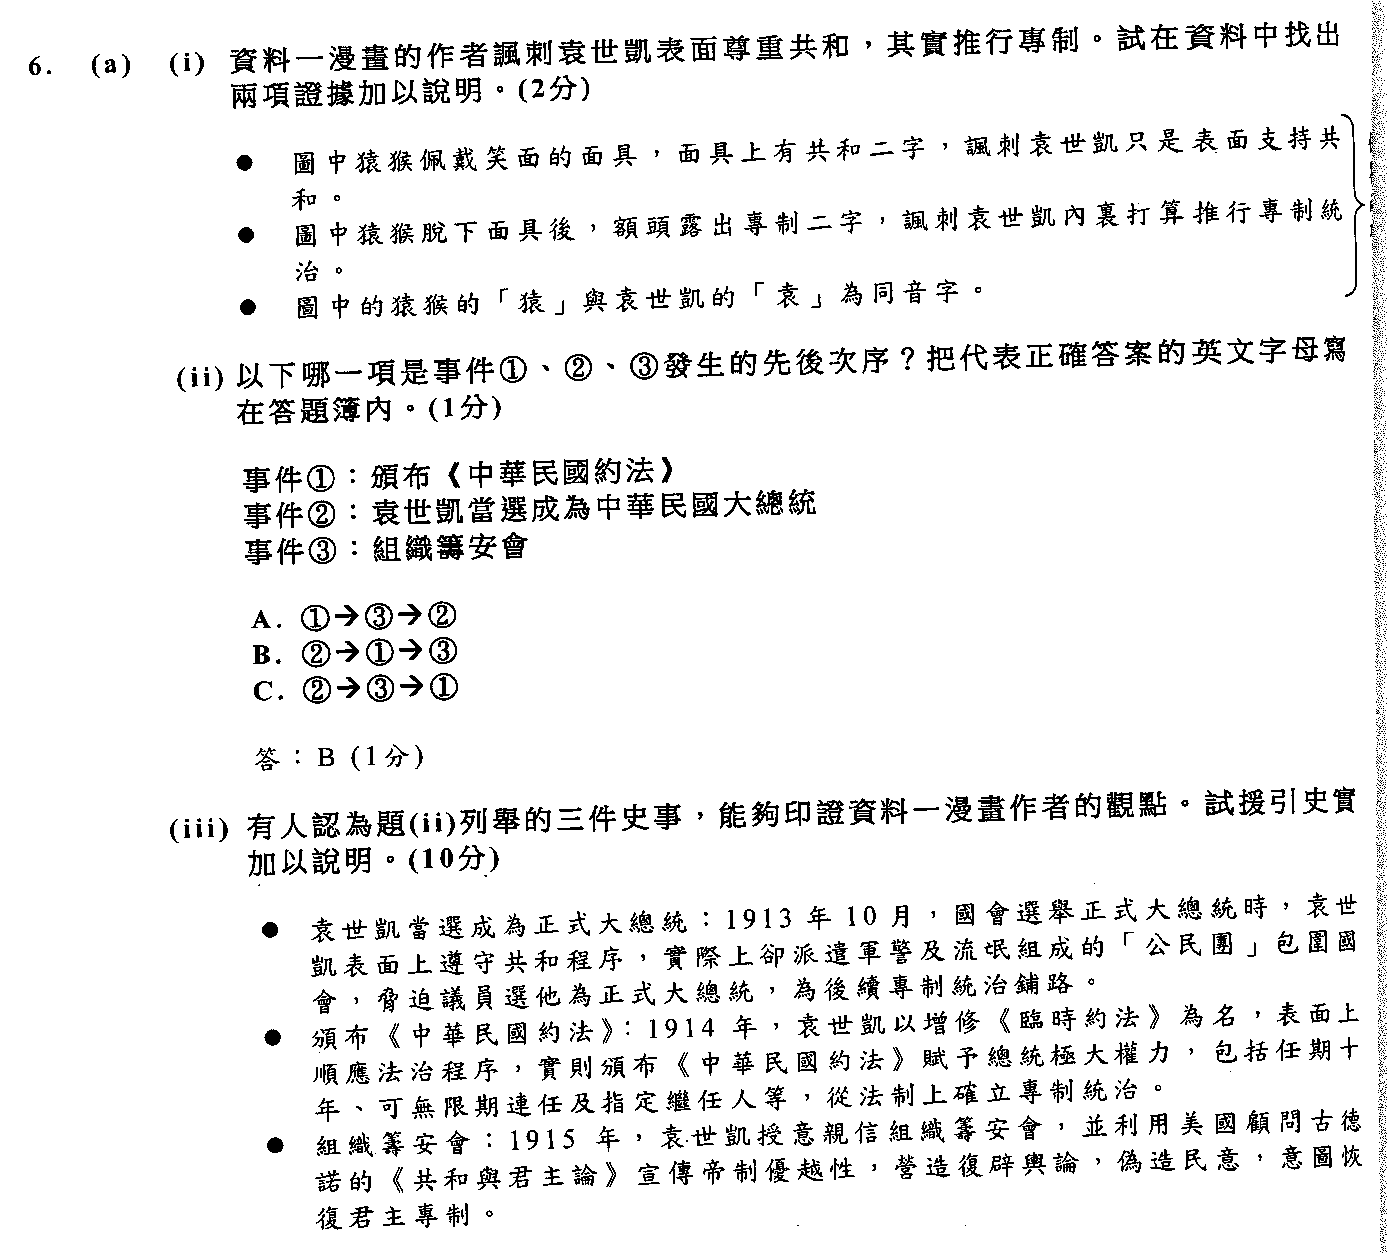 6. (a) (i) 資料一漫畫的作者諷刺袁世凱表面尊重共和，其實推行專制。試在資料中找出
兩項證據加以說明。(2分)
● 圖中猿猴佩戴笑面的面具，面具上有共和二字，諷刺袁世凱只是表面支持共
和。
● 圖中猿猴脫下面具後，額頭露出專制二字，諷刺袁世凱內裏打算推行專制統
治。
● 圖中的猿猴的「猿」與袁世凱的「袁」為同音字。
(ii) 以下哪一項是事件①、②、③發生的先後次序？把代表正確答案的英文字母寫
在答題簿內。(1分)
事件①：頒布《中華民國約法》
事件②：袁世凱當選成為中華民國大總統
事件③：組織籌安會
A. ①→③→②
B. ②→①→③
C. ②→③→①
答：B (1分)
(iii) 有人認為題(ii)列舉的三件史事，能夠印證資料一漫畫作者的觀點。試援引史實
加以說明。(10分)
● 袁世凱當選成為正式大總統：1913 年 10 月，國會選舉正式大總統時，袁世
凱表面上遵守共和程序，實際上卻派遣軍警及流氓組成的「公民團」包圍國
會，脅迫議員選他為正式大總統，為後續專制統治鋪路。
● 頒布《中華民國約法》：1914 年，袁世凱以增修《臨時約法》為名，表面上
順應法治程序，實則頒布《中華民國約法》賦予總統極大權力，包括任期十
年、可無限期連任及指定繼任人等，從法制上確立專制統治。
● 組織籌安會：1915 年，袁世凱授意親信組織籌安會，並利用美國顧問古德
諾的《共和與君主論》宣傳帝制優越性，營造復辟輿論，偽造民意，意圖恢
復君主專制。